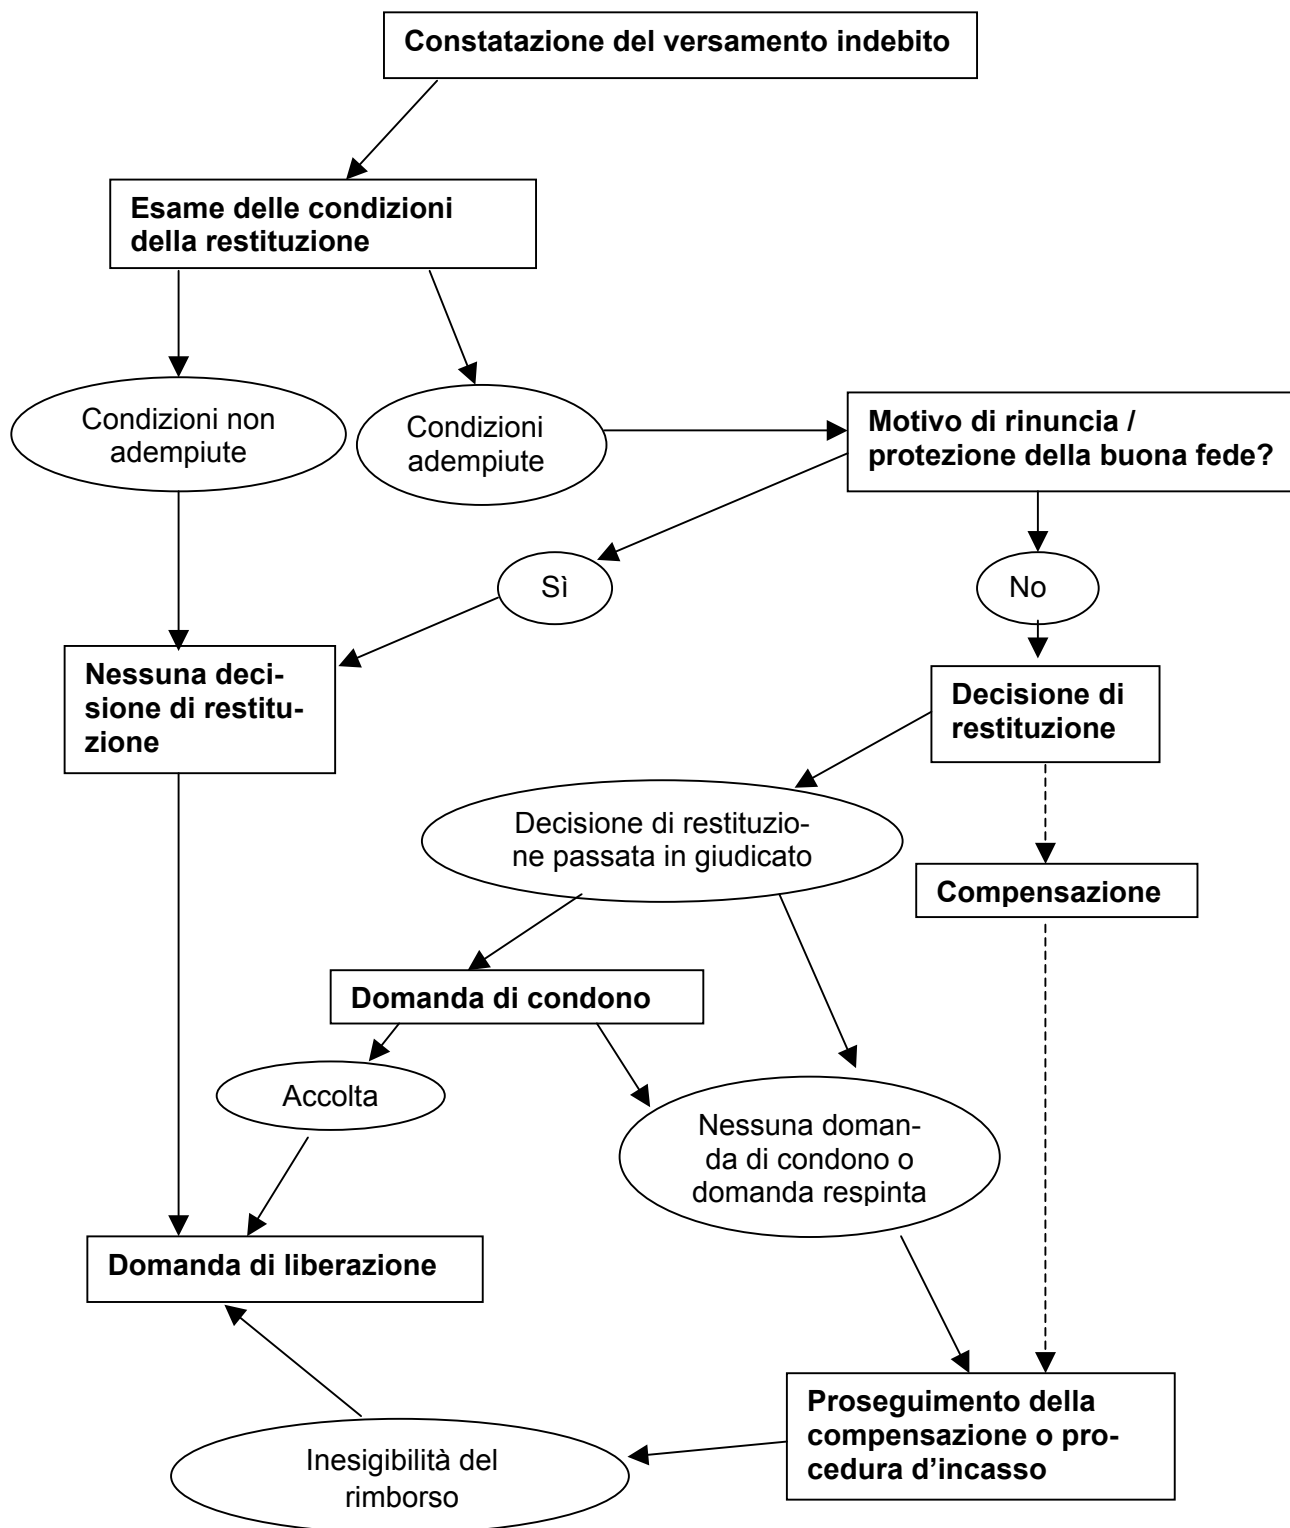 Constatazione del versamento indebito
Esame delle condizioni
della restituzione
Condizioni non
adempiute
Condizioni
adempiute
Motivo di rinuncia /
protezione della buona fede?
Sì
No
Nessuna deci-
sione di restitu-
zione
Decisione di
restituzione
Decisione di restituzio-
ne passata in giudicato
Compensazione
Domanda di condono
Accolta
Nessuna doman-
da di condono o
domanda respinta
Domanda di liberazione
Proseguimento della
compensazione o pro-
cedura d’incasso
Inesigibilità del
rimborso